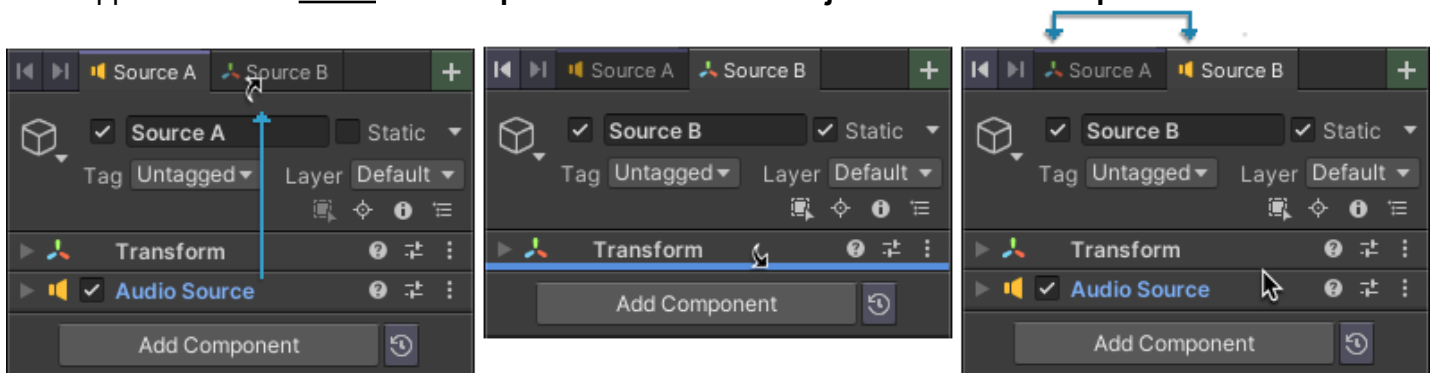 Source A Source B +
Source A Static
Tag Untagged Layer Default
Transform
Audio Source
Add Component
Source A Source B +
Source B Static
Tag Untagged Layer Default
Transform
Add Component
Source A Source B +
Source B Static
Tag Untagged Layer Default
Transform
Audio Source
Add Component